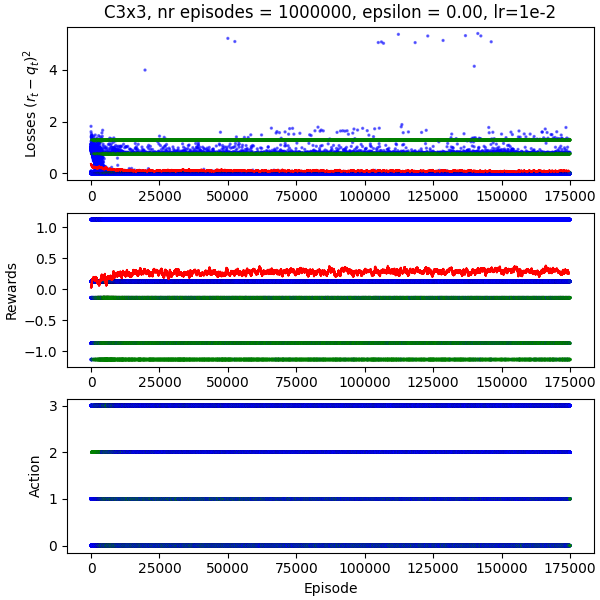 C3x3, nr episodes = 1000000, epsilon = 0.00, lr=1e-2
Losses $(r_t - q_t)^2$
4
2
0
0 25000 50000 75000 100000 125000 150000 175000
Rewards
1.0
0.5
0.0
−0.5
−1.0
0 25000 50000 75000 100000 125000 150000 175000
Action
3
2
1
0
0 25000 50000 75000 100000 125000 150000 175000
Episode